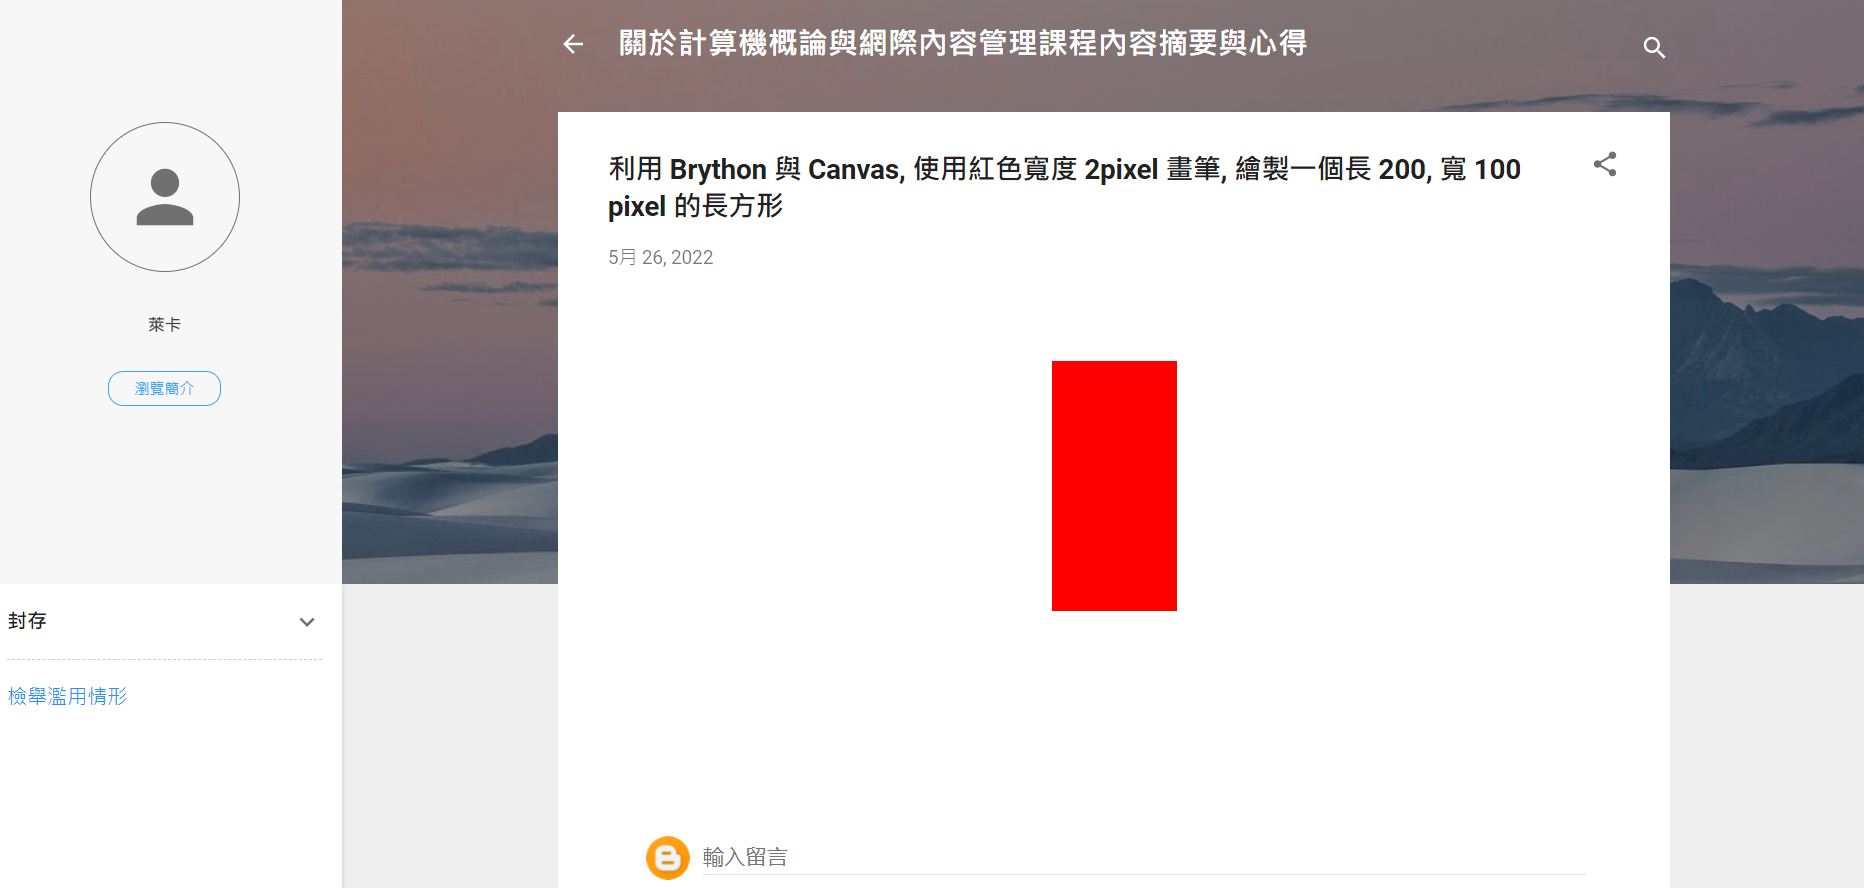 關於計算機概論與網際內容管理課程內容摘要與心得
利用 Brython 與 Canvas, 使用紅色寬度 2pixel 畫筆, 繪製一個長 200, 寬 100
pixel 的長方形
5月 26, 2022
萊卡
瀏覽簡介
封存
檢舉濫用情形
輸入留言